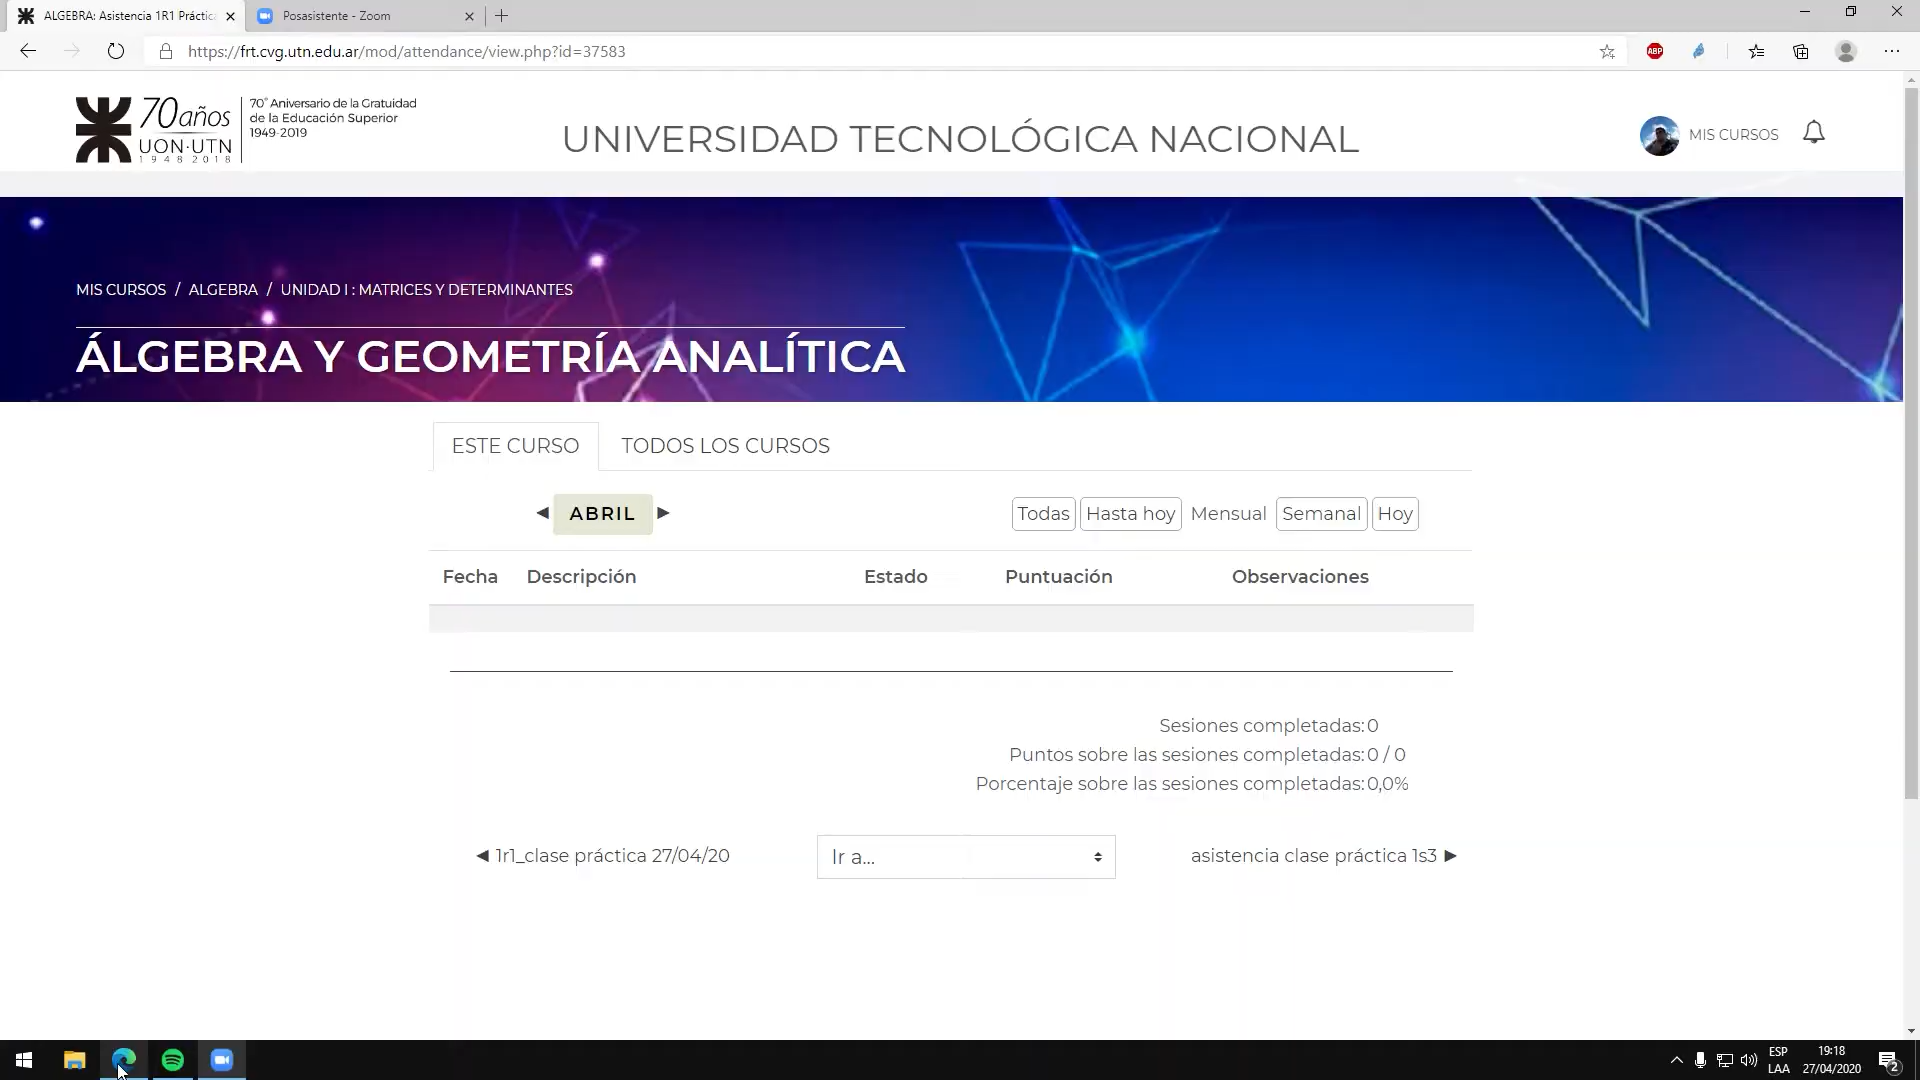 ALGEBRA: Asistencia 1R1 Práctic
Posasistente - Zoom
https://frt.cvg.utn.edu.ar/mod/attendance/view.php?id=37583
ABP
70 años
UON·UTN
1948 2018
70° Aniversario de la Gratuidad
de la Educación Superior
1949-2019
UNIVERSIDAD TECNOLÓGICA NACIONAL
MIS CURSOS
MIS CURSOS / ALGEBRA / UNIDAD I : MATRICES Y DETERMINANTES
ÁLGEBRA Y GEOMETRÍA ANALÍTICA
ESTE CURSO
TODOS LOS CURSOS
◄ ABRIL ►
Todas Hasta hoy Mensual Semanal Hoy
Fecha Descripción Estado Puntuación Observaciones
Sesiones completadas: 0
Puntos sobre las sesiones completadas: 0 / 0
Porcentaje sobre las sesiones completadas: 0,0%
◄ 1r1_clase práctica 27/04/20
Ir a...
asistencia clase práctica 1s3 ►
ESP
LAA
19:18
27/04/2020
2